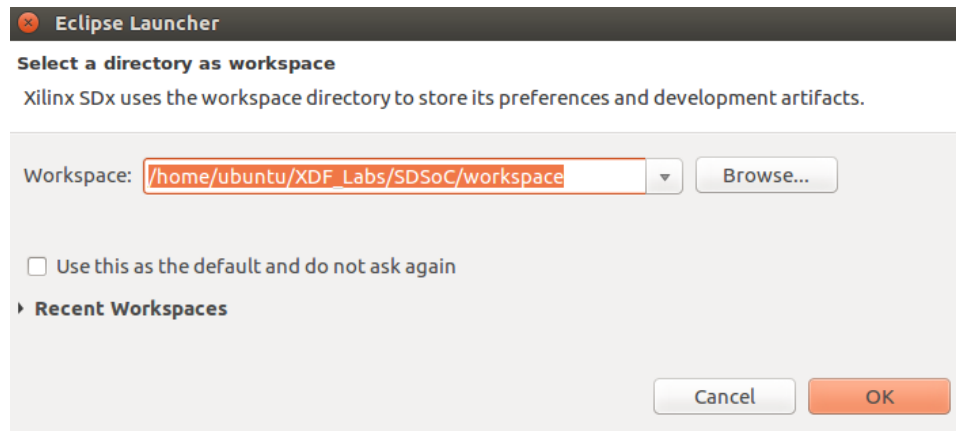 Eclipse Launcher
Select a directory as workspace
Xilinx SDx uses the workspace directory to store its preferences and development artifacts.
Workspace: /home/ubuntu/XDF_Labs/SDSoC/workspace Browse...
Use this as the default and do not ask again
Recent Workspaces
Cancel OK